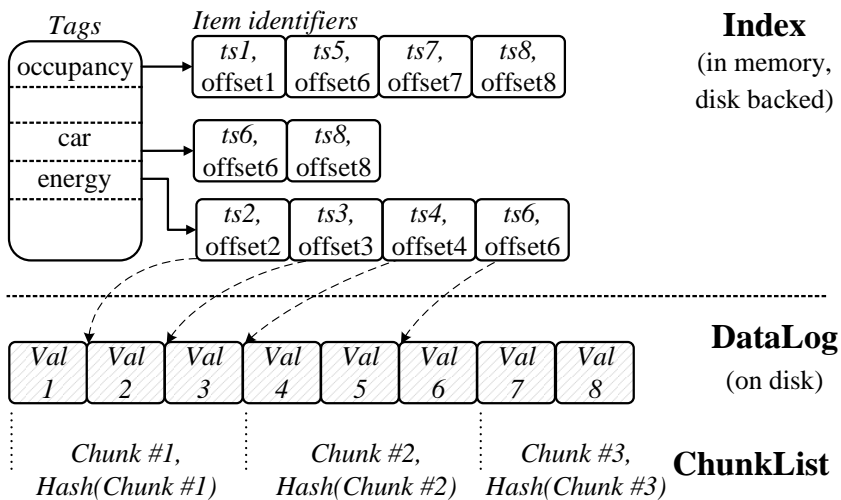 Tags
Item identifiers
Index
(in memory,
disk backed)
occupancy
ts1, ts5, ts7, ts8,
offset1 offset6 offset7 offset8
car
ts6, ts8,
offset6 offset8
energy
ts2, ts3, ts4, ts6,
offset2 offset3 offset4 offset6
DataLog
(on disk)
Val Val Val Val Val Val Val Val
1 2 3 4 5 6 7 8
Chunk #1, Chunk #2, Chunk #3,
Hash(Chunk #1) Hash(Chunk #2) Hash(Chunk #3)
ChunkList